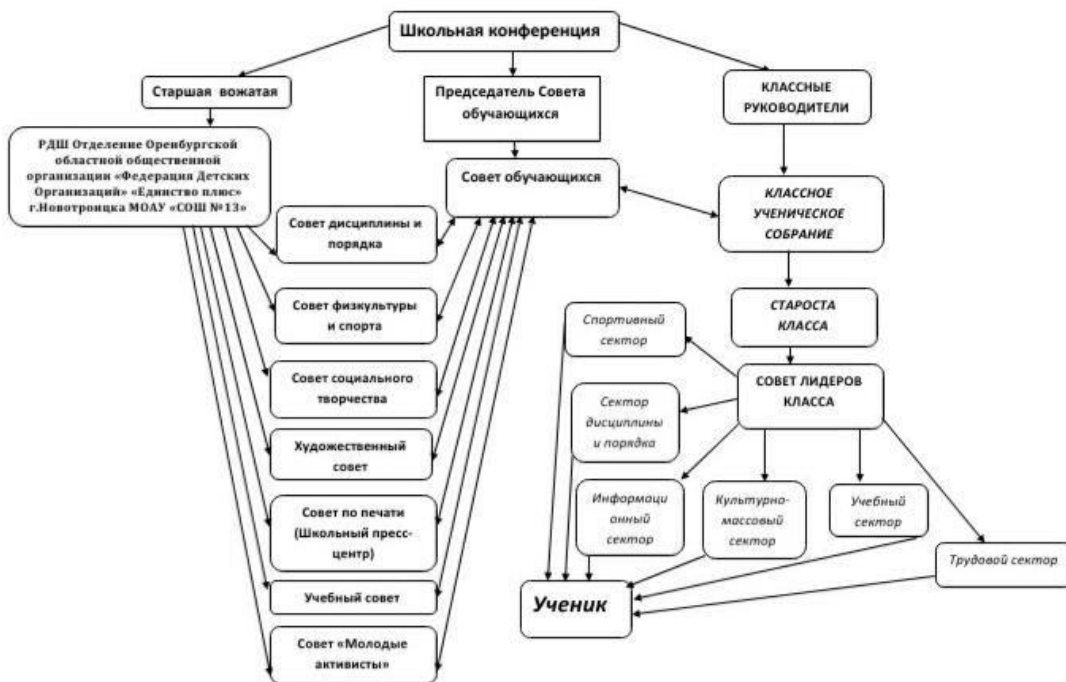 Школьная конференция
Старшая вожатая
Председатель Совета
обучающихся
КЛАССНЫЕ
РУКОВОДИТЕЛИ
РДШ Отделение Оренбургской
областной общественной
организации «Федерация Детских
Организаций» «Единство плюс»
г.Новотроицка МОАУ «СОШ №13»
Совет обучающихся
КЛАССНОЕ
УЧЕНИЧЕСКОЕ
СОБРАНИЕ
Совет дисциплины и
порядка
Совет физкультуры
и спорта
Совет социального
творчества
Художественный
совет
Совет по печати
(Школьный пресс-
центр)
Учебный совет
Совет «Молодые
активисты»
СТАРОСТА
КЛАССА
СОВЕТ ЛИДЕРОВ
КЛАССА
Спортивный
сектор
Сектор
дисциплины
и порядка
Информаци
онный
сектор
Культурно-
массовый
сектор
Учебный
сектор
Трудовой сектор
Ученик